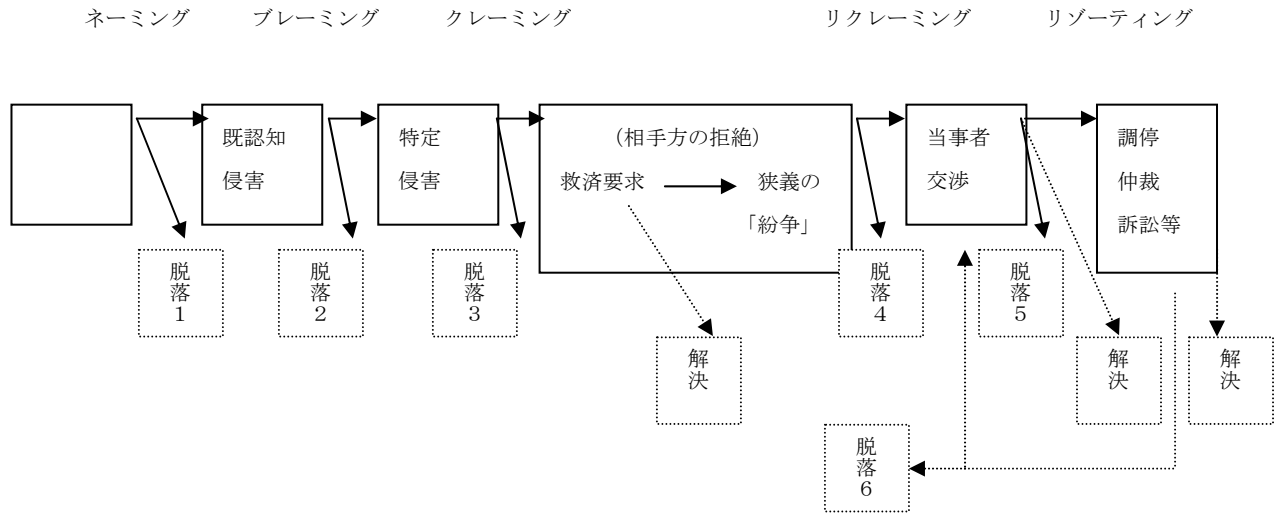 ネーミング ブレーミング クレーミング リクレーミング リゾーティング
既認知
侵害
特定
侵害
(相手方の拒絶)
救済要求 狭義の
「紛争」
当事者
交渉
調停
仲裁
訴訟等
脱落1
脱落2
脱落3
脱落4
脱落5
解決
解決
解決
脱落6